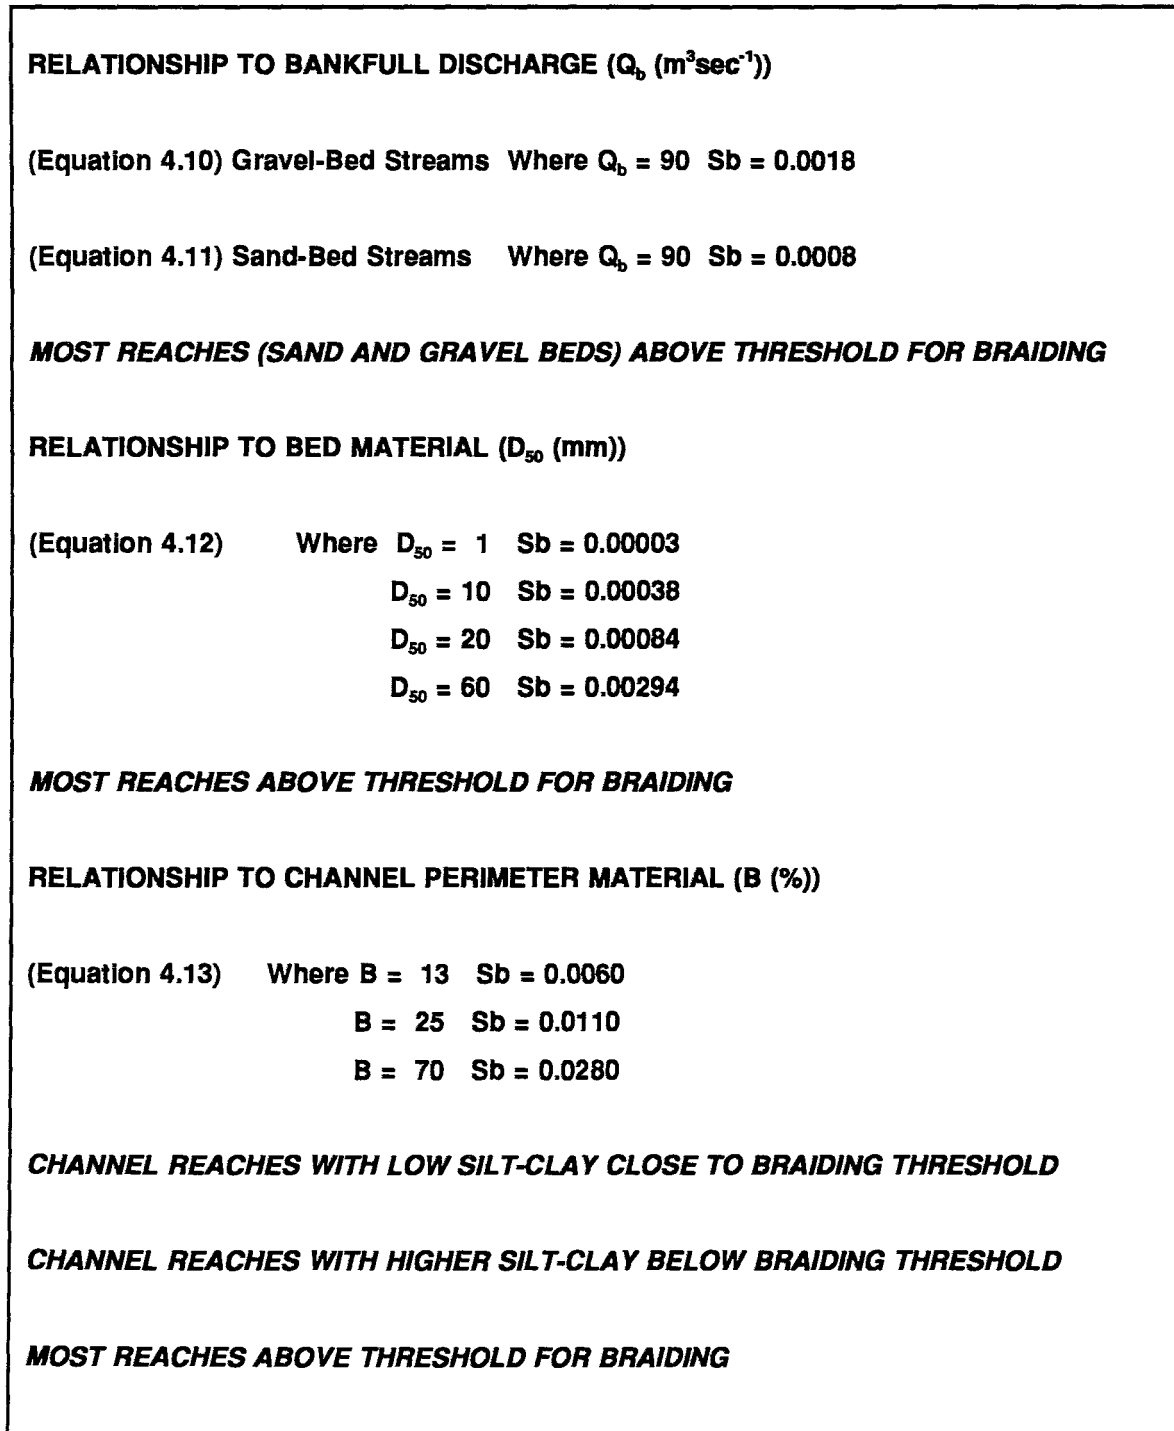 RELATIONSHIP TO BANKFULL DISCHARGE (Q_b (m³sec⁻¹))
(Equation 4.10) Gravel-Bed Streams Where Q_b = 90 Sb = 0.0018
(Equation 4.11) Sand-Bed Streams Where Q_b = 90 Sb = 0.0008
MOST REACHES (SAND AND GRAVEL BEDS) ABOVE THRESHOLD FOR BRAIDING
RELATIONSHIP TO BED MATERIAL (D₅₀ (mm))
(Equation 4.12) Where D₅₀ = 1 Sb = 0.00003
D₅₀ = 10 Sb = 0.00038
D₅₀ = 20 Sb = 0.00084
D₅₀ = 60 Sb = 0.00294
MOST REACHES ABOVE THRESHOLD FOR BRAIDING
RELATIONSHIP TO CHANNEL PERIMETER MATERIAL (B (%))
(Equation 4.13) Where B = 13 Sb = 0.0060
B = 25 Sb = 0.0110
B = 70 Sb = 0.0280
CHANNEL REACHES WITH LOW SILT-CLAY CLOSE TO BRAIDING THRESHOLD
CHANNEL REACHES WITH HIGHER SILT-CLAY BELOW BRAIDING THRESHOLD
MOST REACHES ABOVE THRESHOLD FOR BRAIDING